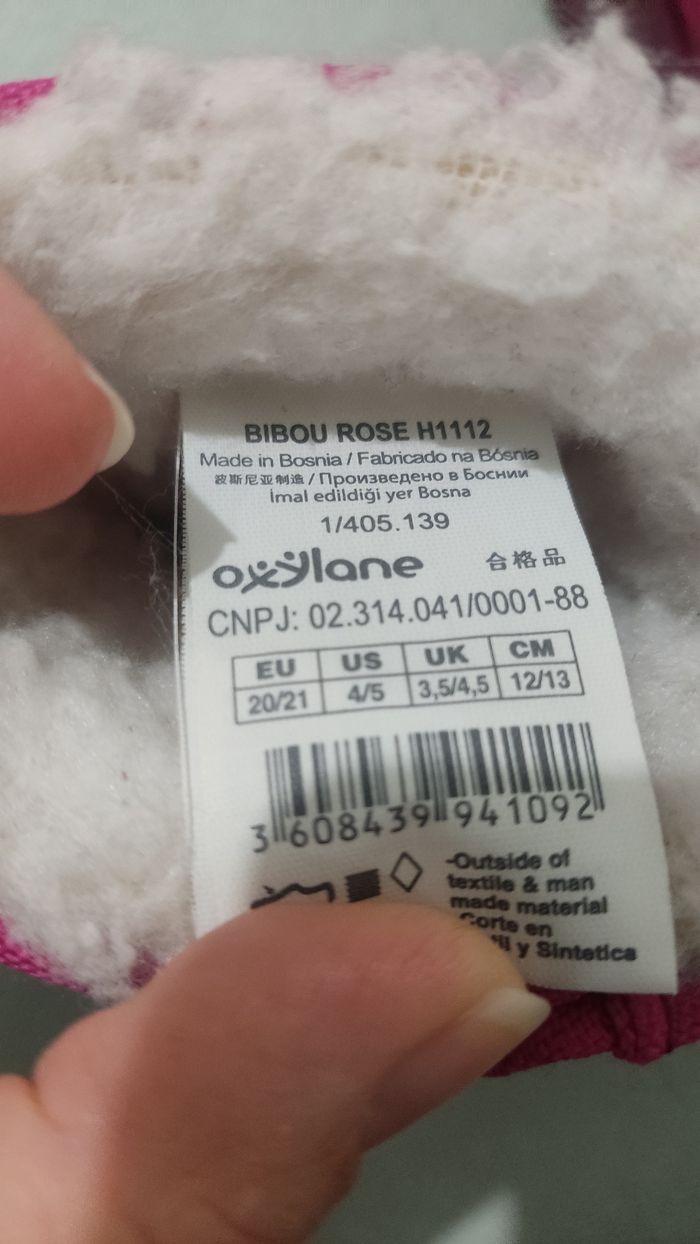 BIBOU ROSE H1112
Made in Bosnia / Fabricado na Bósnia
波斯尼亚制造 / Произведено в Боснии
İmal edildiği yer Bosna
1/405.139
oxylane 合格品
CNPJ: 02.314.041/0001-88
EU US UK CM
20/21 4/5 3,5/4,5 12/13
3 608439 941092
-Outside of
textile & man
made material
Corte en
y Sintetica